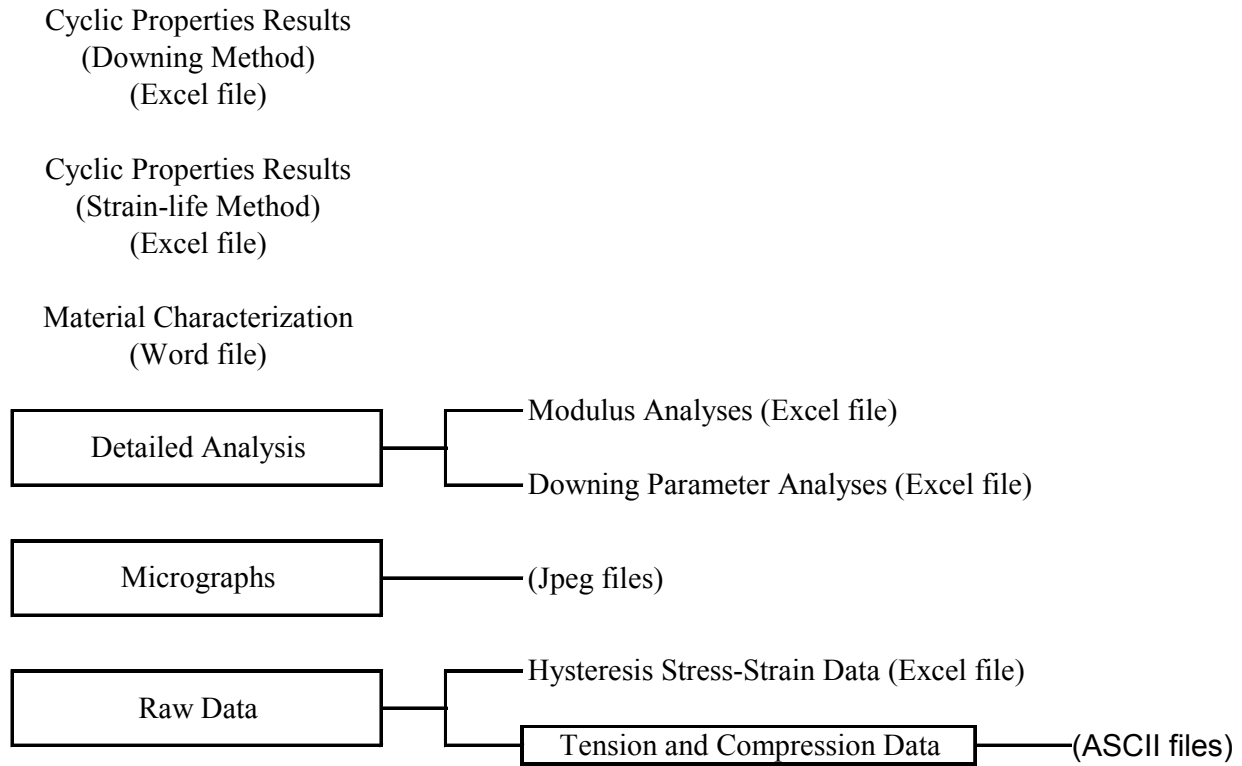 Cyclic Properties Results
(Downing Method)
(Excel file)
Cyclic Properties Results
(Strain-life Method)
(Excel file)
Material Characterization
(Word file)
Detailed Analysis
Modulus Analyses (Excel file)
Downing Parameter Analyses (Excel file)
Micrographs
(Jpeg files)
Raw Data
Hysteresis Stress-Strain Data (Excel file)
Tension and Compression Data
(ASCII files)